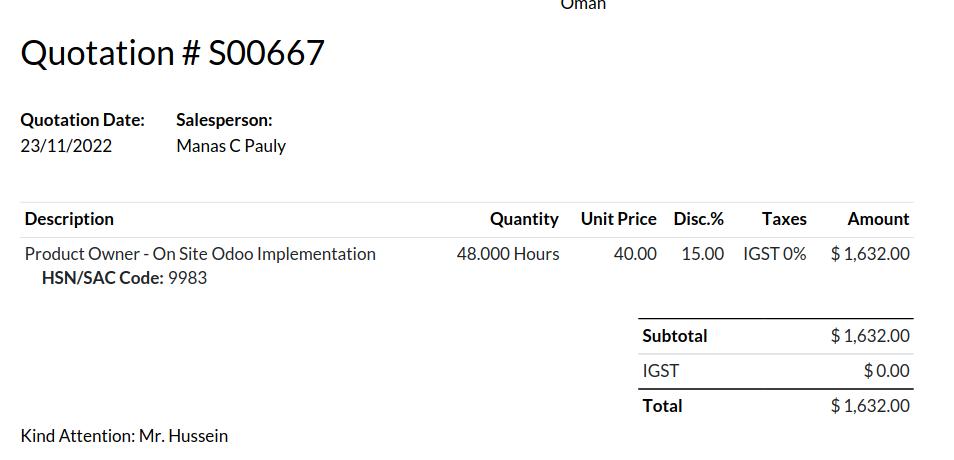 Oman
Quotation # S00667
Quotation Date: Salesperson:
23/11/2022 Manas C Pauly
Description Quantity Unit Price Disc.% Taxes Amount
Product Owner - On Site Odoo Implementation 48.000 Hours 40.00 15.00 IGST 0% $ 1,632.00
HSN/SAC Code: 9983
Subtotal $ 1,632.00
IGST $ 0.00
Total $ 1,632.00
Kind Attention: Mr. Hussein